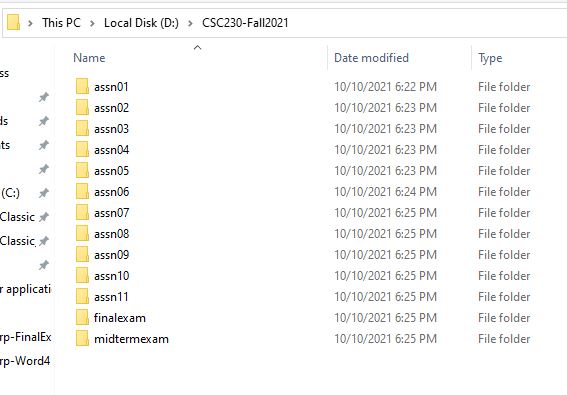 This PC > Local Disk (D:) > CSC230-Fall2021
Name Date modified Type
ss
assn01 10/10/2021 6:22 PM File folder
assn02 10/10/2021 6:23 PM File folder
ds assn03 10/10/2021 6:23 PM File folder
nts assn04 10/10/2021 6:23 PM File folder
assn05 10/10/2021 6:23 PM File folder
(C:) assn06 10/10/2021 6:24 PM File folder
Classic assn07 10/10/2021 6:25 PM File folder
Classic assn08 10/10/2021 6:25 PM File folder
assn09 10/10/2021 6:25 PM File folder
r applicati assn10 10/10/2021 6:25 PM File folder
assn11 10/10/2021 6:25 PM File folder
finalexam 10/10/2021 6:25 PM File folder
rp-FinalEx midtermexam 10/10/2021 6:25 PM File folder
rp-Word4